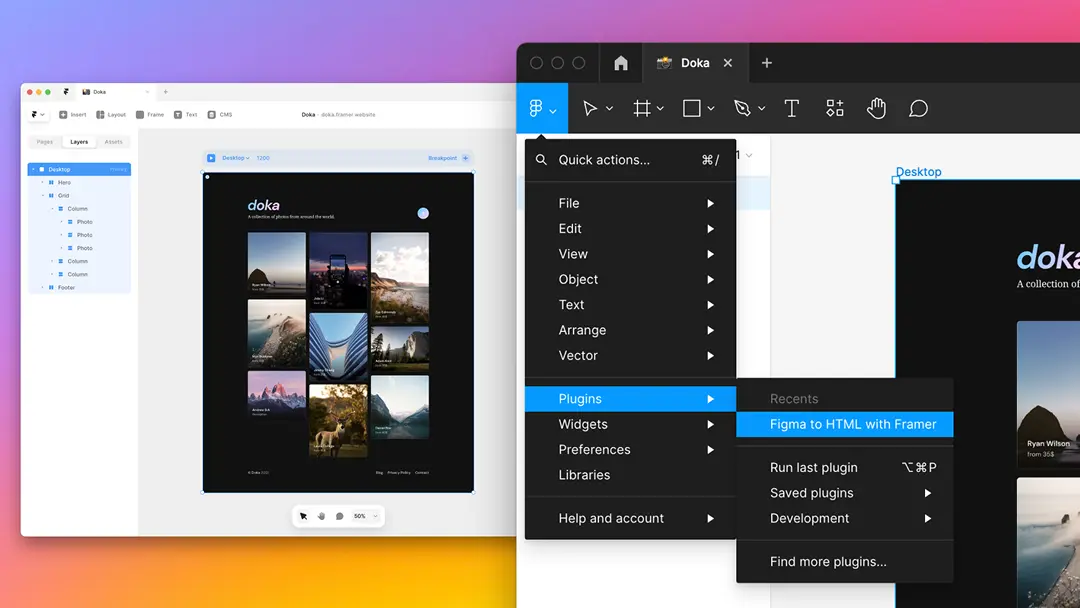 Doka
Insert
Layout
Frame
Text
CMS
Doka · doka.framer.website
Pages
Layers
Assets
Desktop
Hero
Grid
Column
Photo
Photo
Photo
Column
Column
Footer
Desktop
1200
Breakpoint
doka
A collection of photos from around the world.
Ryan Wilson
from 35$
© Doka
Blog
Privacy Policy
Contact
50%
Doka
Quick actions...
⌘/
1
File
Edit
View
Object
Text
Arrange
Vector
Plugins
Widgets
Preferences
Libraries
Help and account
Recents
Figma to HTML with Framer
Run last plugin
⌥⌘P
Saved plugins
Development
Find more plugins...
Desktop
doka
A collection of
Ryan Wilson
from 35$